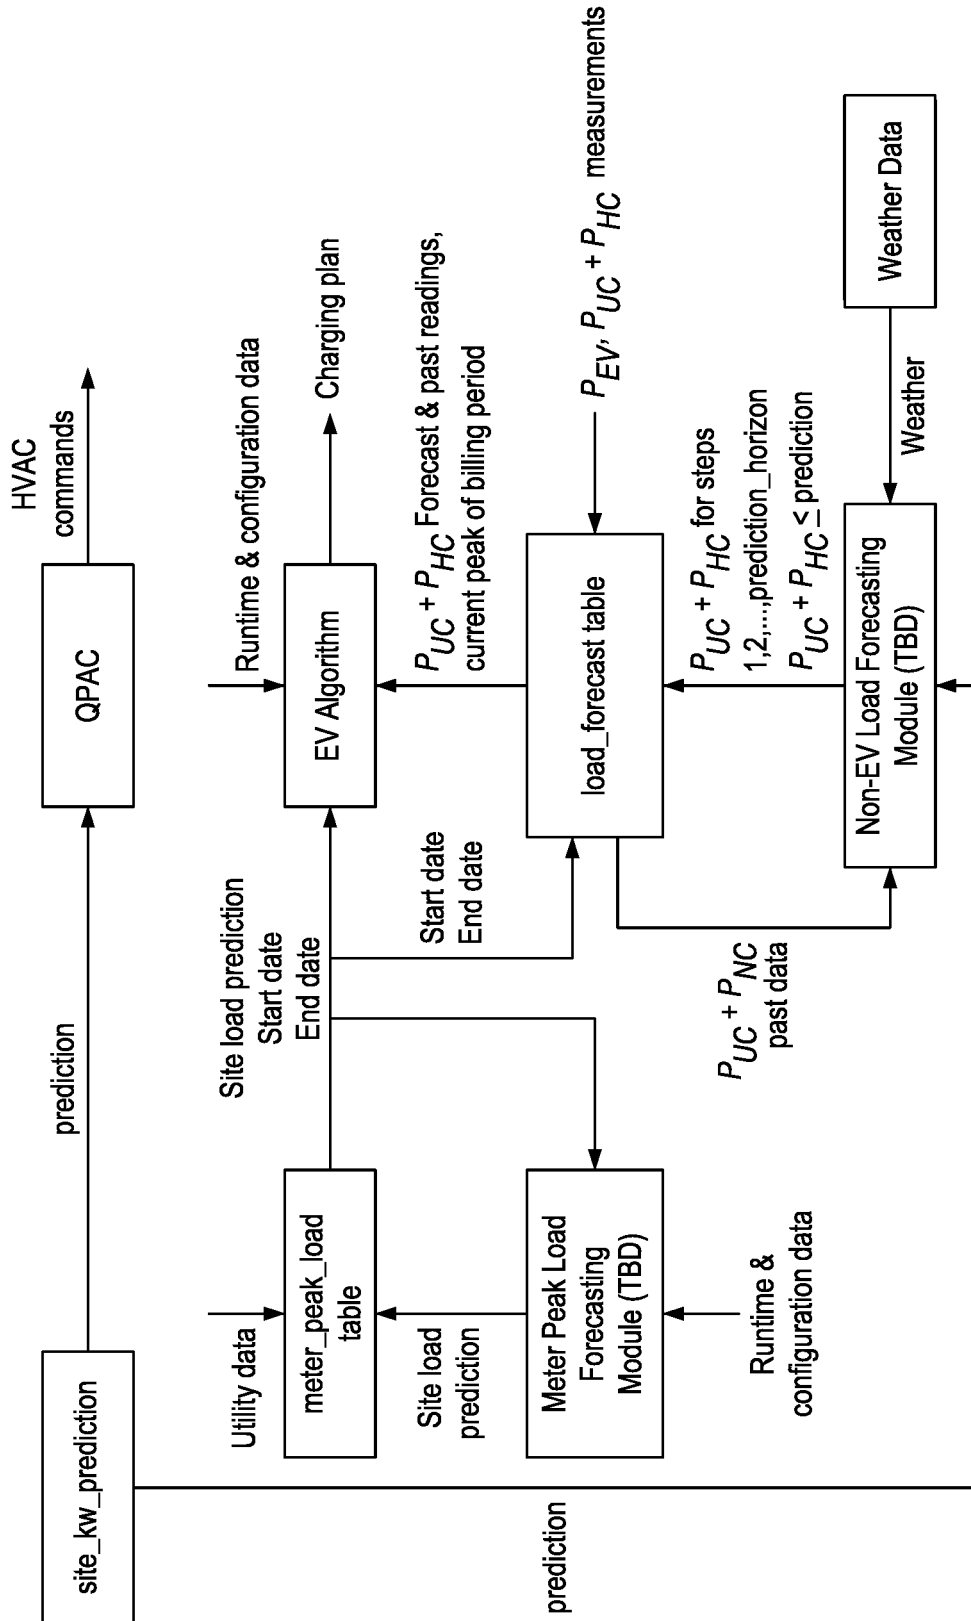 site_kw_prediction
prediction
QPAC
HVAC
commands
Utility data
meter_peak_load
table
Site load prediction
Start date
End date
Runtime & configuration data
EV Algorithm
Charging plan
Site load
prediction
Start date
End date
P_UC + P_HC Forecast & past readings,
current peak of billing period
Meter Peak Load
Forecasting
Module (TBD)
load_forecast table
P_EV, P_UC + P_HC measurements
Runtime &
configuration data
P_UC + P_NC
past data
P_UC + P_HC for steps
1,2,...,prediction_horizon
P_UC + P_HC ≤ prediction
prediction
Non-EV Load Forecasting
Module (TBD)
Weather
Weather Data